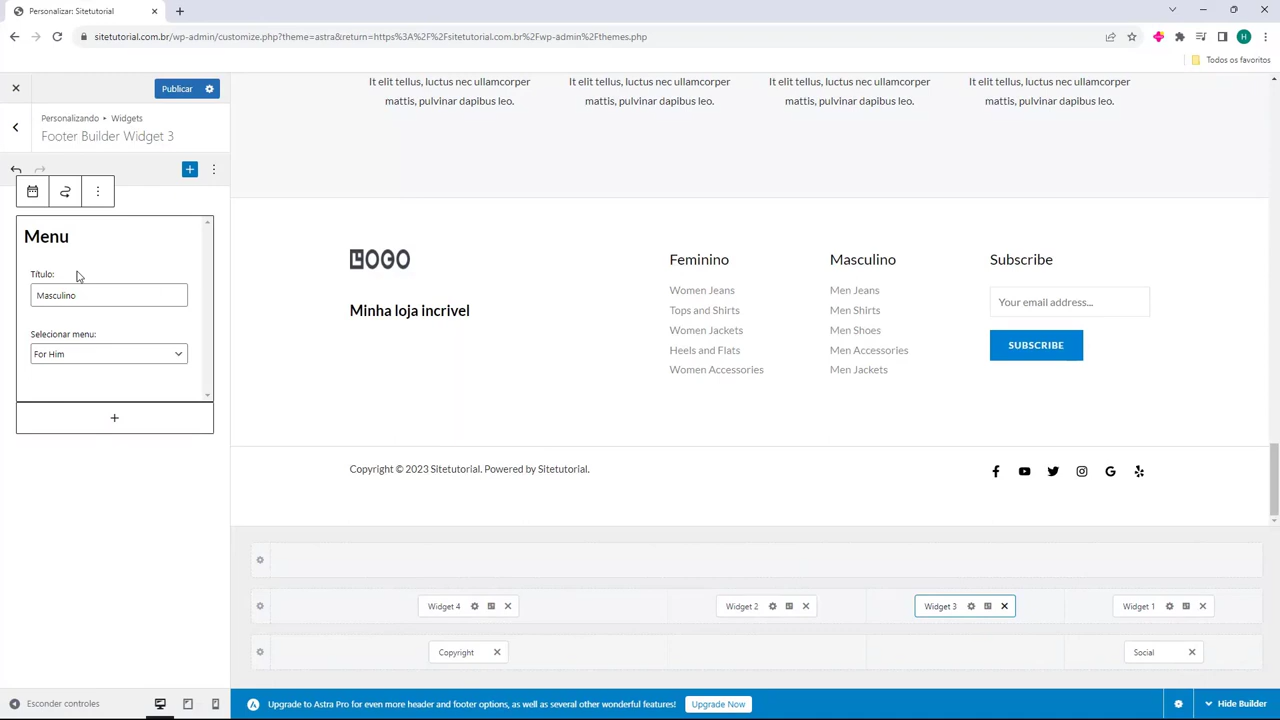 Personalizar: Sitetutorial
sitetutorial.com.br/wp-admin/customize.php?theme=astra&return=https%3A%2F%2Fsitetutorial.com.br%2Fwp-admin%2Fthemes.php
H
Todos os favoritos
Publicar
Personalizando ▸ Widgets
Footer Builder Widget 3
Menu
Título:
Masculino
Selecionar menu:
For Him
It elit tellus, luctus nec ullamcorper
mattis, pulvinar dapibus leo.
It elit tellus, luctus nec ullamcorper
mattis, pulvinar dapibus leo.
It elit tellus, luctus nec ullamcorper
mattis, pulvinar dapibus leo.
It elit tellus, luctus nec ullamcorper
mattis, pulvinar dapibus leo.
LOGO
Minha loja incrivel
Feminino
Women Jeans
Tops and Shirts
Women Jackets
Heels and Flats
Women Accessories
Masculino
Men Jeans
Men Shirts
Men Shoes
Men Accessories
Men Jackets
Subscribe
Your email address...
SUBSCRIBE
Copyright © 2023 Sitetutorial. Powered by Sitetutorial.
Widget 4
Widget 2
Widget 3
Widget 1
Copyright
Social
Esconder controles
Upgrade to Astra Pro for even more header and footer options, as well as several other wonderful features!
Upgrade Now
Hide Builder